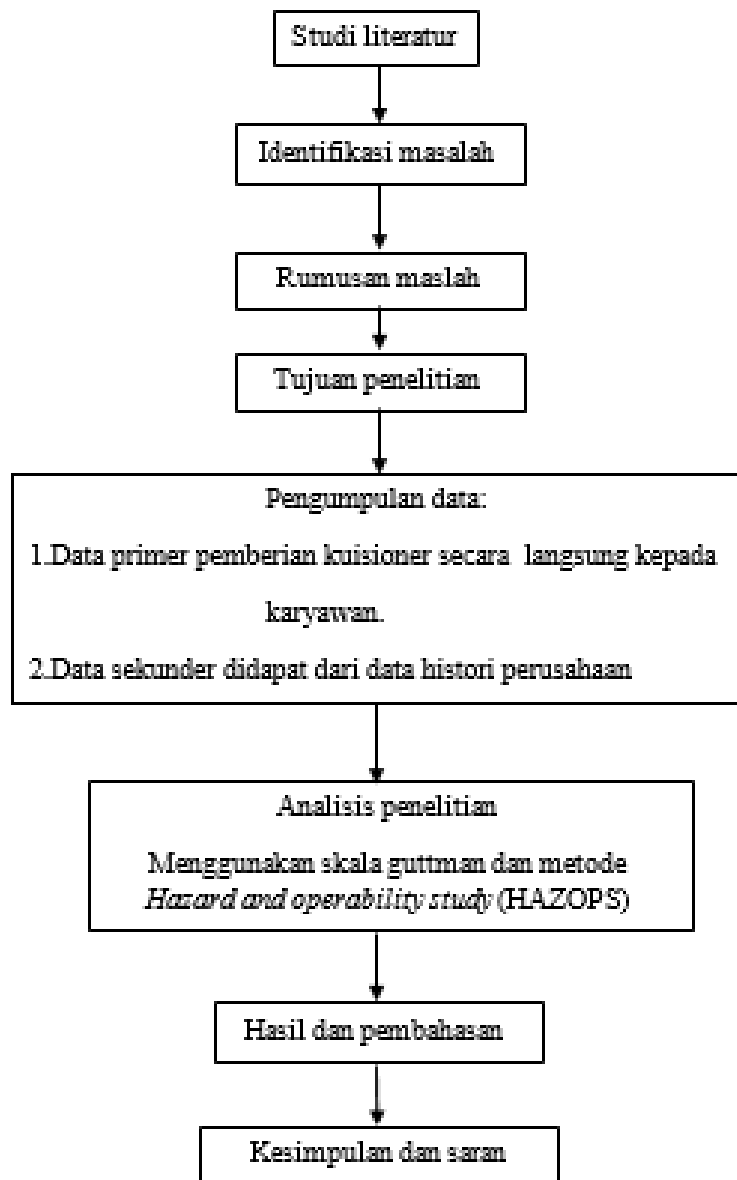 Studi literatur
Identifikasi masalah
Rumusan maslah
Tujuan penelitian
Pengumpulan data:
1.Data primer pemberian kuisioner secara langsung kepada
karyawan.
2.Data sekunder didapat dari data histori perusahaan
Analisis penelitian
Menggunakan skala guttman dan metode
Hazard and operability study (HAZOPS)
Hasil dan pembahasan
Kesimpulan dan saran